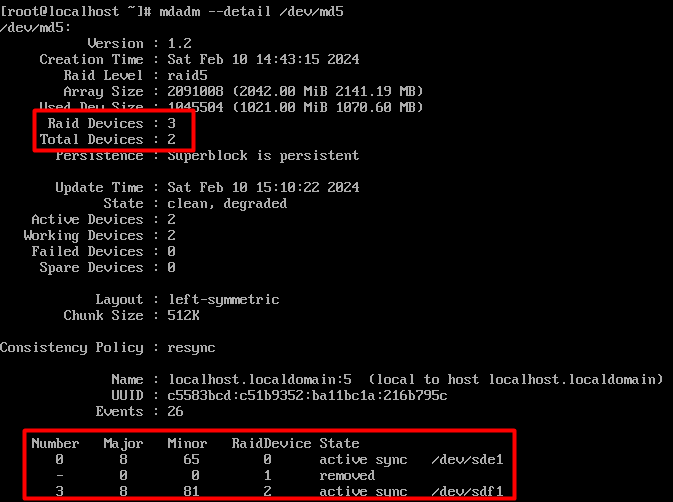 [root@localhost ~]# mdadm --detail /dev/md5
/dev/md5:
Version : 1.2
Creation Time : Sat Feb 10 14:43:15 2024
Raid Level : raid5
Array Size : 2091008 (2042.00 MiB 2141.19 MB)
Used Dev Size : 1045504 (1021.00 MiB 1070.60 MB)
Raid Devices : 3
Total Devices : 2
Persistence : Superblock is persistent
Update Time : Sat Feb 10 15:10:22 2024
State : clean, degraded
Active Devices : 2
Working Devices : 2
Failed Devices : 0
Spare Devices : 0
Layout : left-symmetric
Chunk Size : 512K
Consistency Policy : resync
Name : localhost.localdomain:5  (local to host localhost.localdomain)
UUID : c5583bcd:c51b9352:ba11bc1a:216b795c
Events : 26
Number   Major   Minor   RaidDevice State
0       8       65        0      active sync   /dev/sde1
-       0        0        1      removed
3       8       81        2      active sync   /dev/sdf1